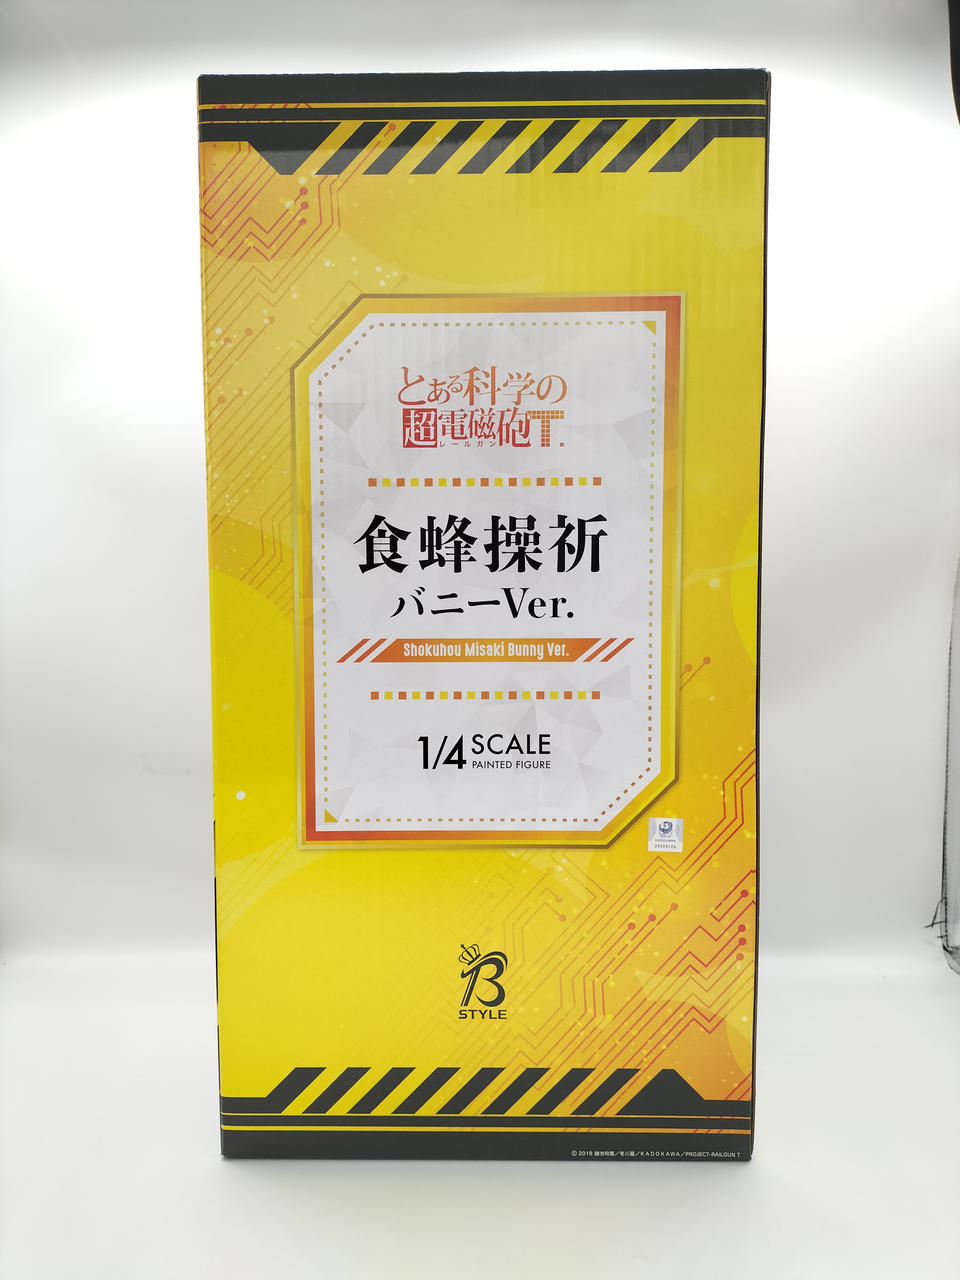 とある科学の
超電磁砲T.
レールガン
食蜂操祈
バニーVer.
Shokuhou Misaki Bunny Ver.
1/4 SCALE
PAINTED FIGURE
KADOKAWA
B
STYLE
© 2018 鎌池和馬／冬川基／KADOKAWA／PROJECT-RAILGUN T